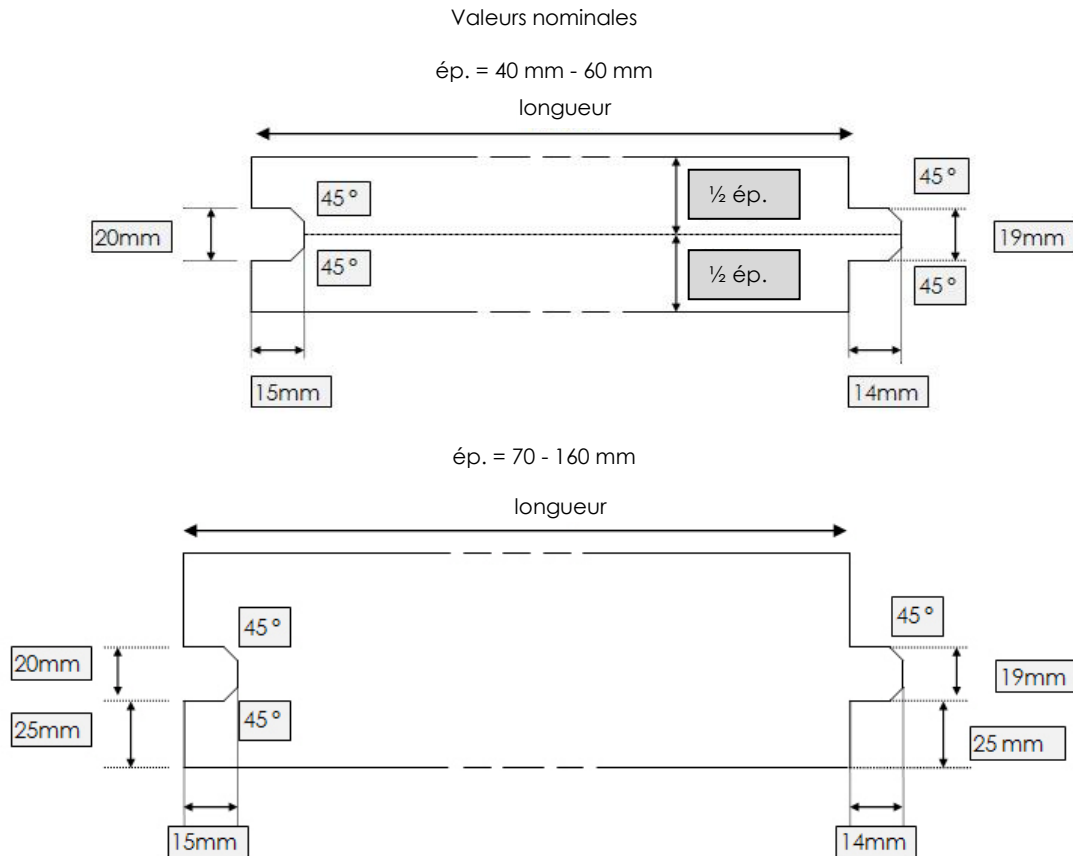 Valeurs nominales
ép. = 40 mm - 60 mm
longueur
45° ½ ép. 45°
20mm 19mm
45° ½ ép. 45°
15mm 14mm
ép. = 70 - 160 mm
longueur
45° 45°
20mm 19mm
25mm 45° 25 mm
15mm 14mm